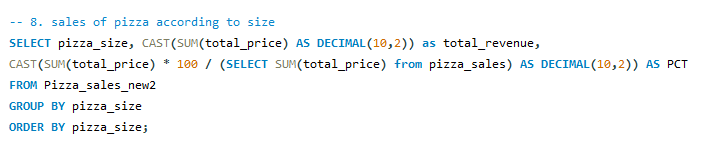 -- 8. sales of pizza according to size
SELECT pizza_size, CAST(SUM(total_price) AS DECIMAL(10,2)) as total_revenue,
CAST(SUM(total_price) * 100 / (SELECT SUM(total_price) from pizza_sales) AS DECIMAL(10,2)) AS PCT
FROM Pizza_sales_new2
GROUP BY pizza_size
ORDER BY pizza_size;